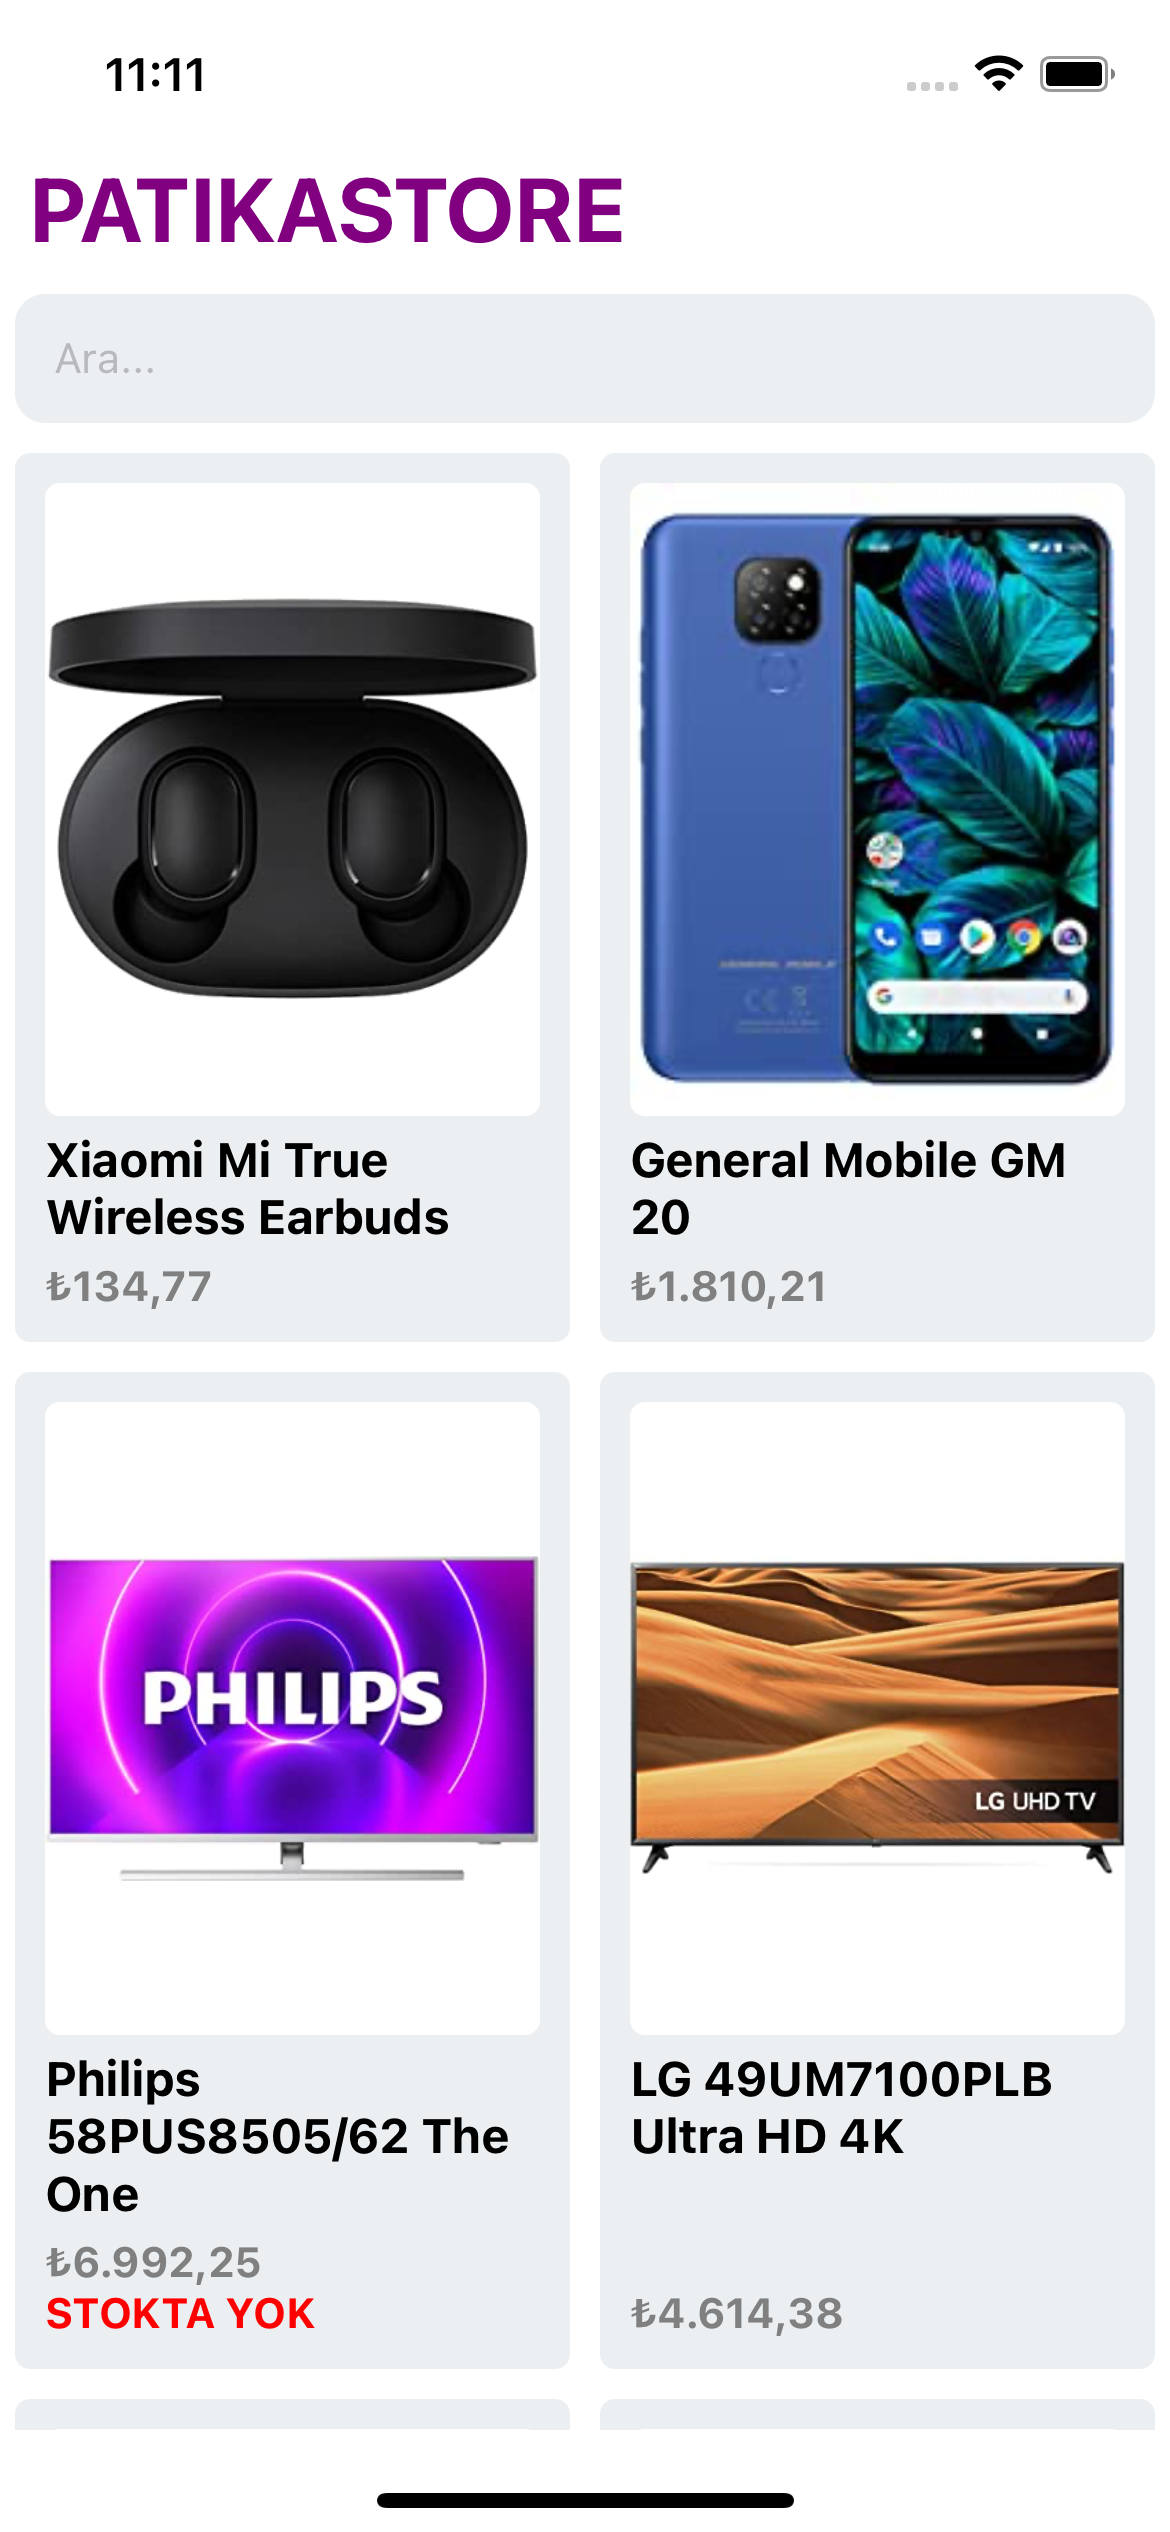 11:11
PATIKASTORE
Ara...
Xiaomi Mi True
Wireless Earbuds
₺134,77
General Mobile GM
20
₺1.810,21
PHILIPS
LG UHD TV
Philips
58PUS8505/62 The
One
₺6.992,25
STOKTA YOK
LG 49UM7100PLB
Ultra HD 4K
₺4.614,38